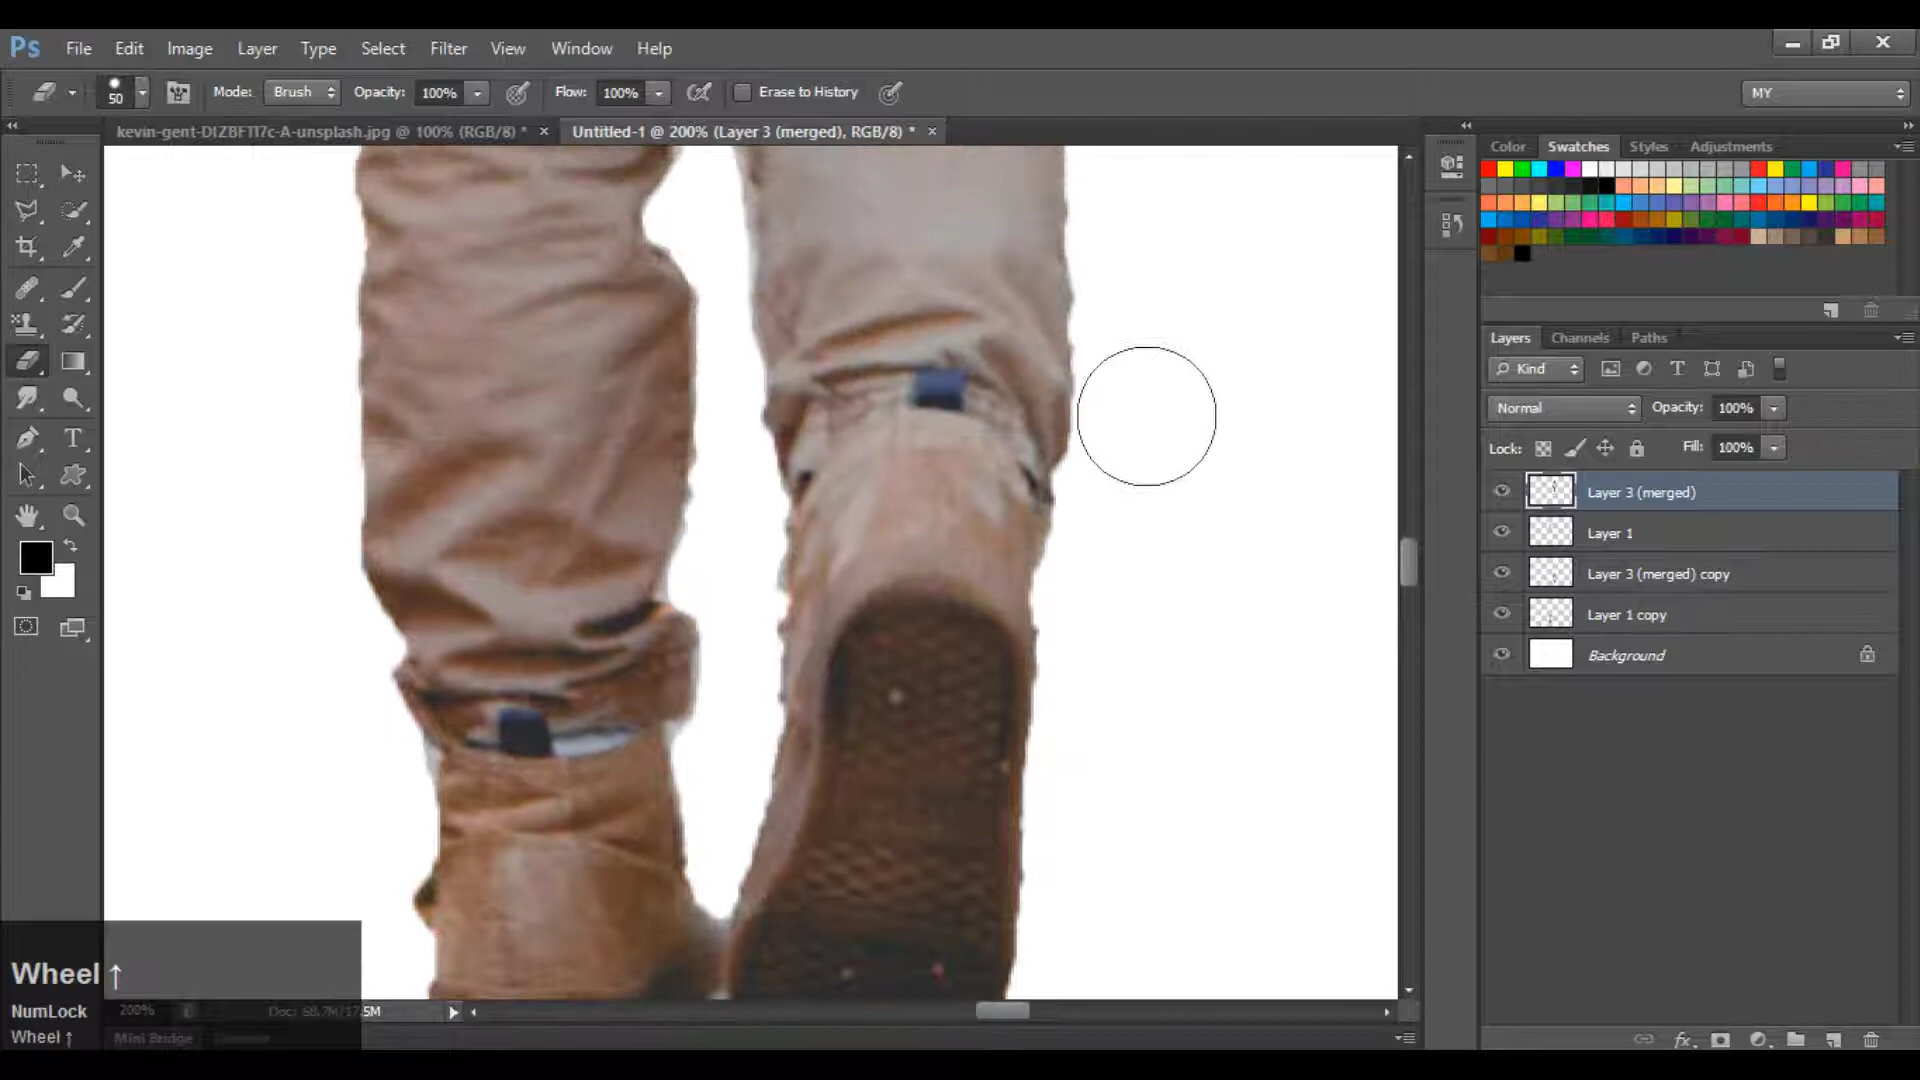 Ps File Edit Image Layer Type Select Filter View Window Help
50 Mode: Brush Opacity: 100% Flow: 100% Erase to History MY
kevin-gent-DIZBFTI7c-A-unsplash.jpg @ 100% (RGB/8) * × Untitled-1 @ 200% (Layer 3 (merged), RGB/8) * ×
Color Swatches Styles Adjustments
Layers Channels Paths
Kind
Normal Opacity: 100%
Lock: Fill: 100%
Layer 3 (merged)
Layer 1
Layer 3 (merged) copy
Layer 1 copy
Background
Wheel ↑
NumLock 200% Doc: 68.7M/17.5M
Wheel ↑ Mini Bridge
fx